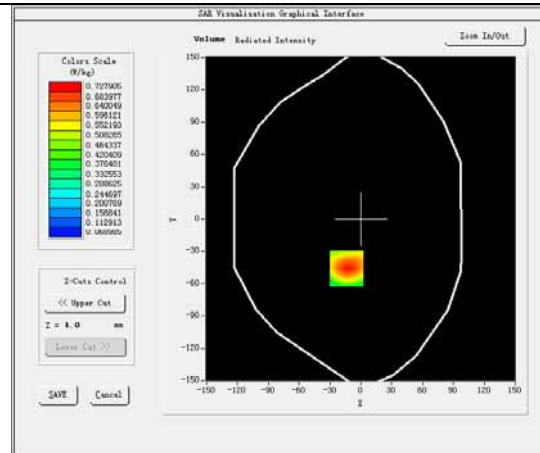 SAR Visualisation Graphical Interface
Volume Radiated Intensity
Zoom In/Out
Colors Scale
(W/kg)
0.727905
0.683977
0.640049
0.596121
0.552193
0.508265
0.464337
0.420409
0.376481
0.332553
0.288625
0.244697
0.200769
0.156841
0.112913
0.068985
150
120
90
60
30
0
-30
-60
-90
-120
-150
Y
-150 -120 -90 -60 -30 0 30 60 90 120 150
X
Z-Cuts Control
<< Upper Cut
Z = 4.0 mm
Lower Cut >>
SAVE Cancel